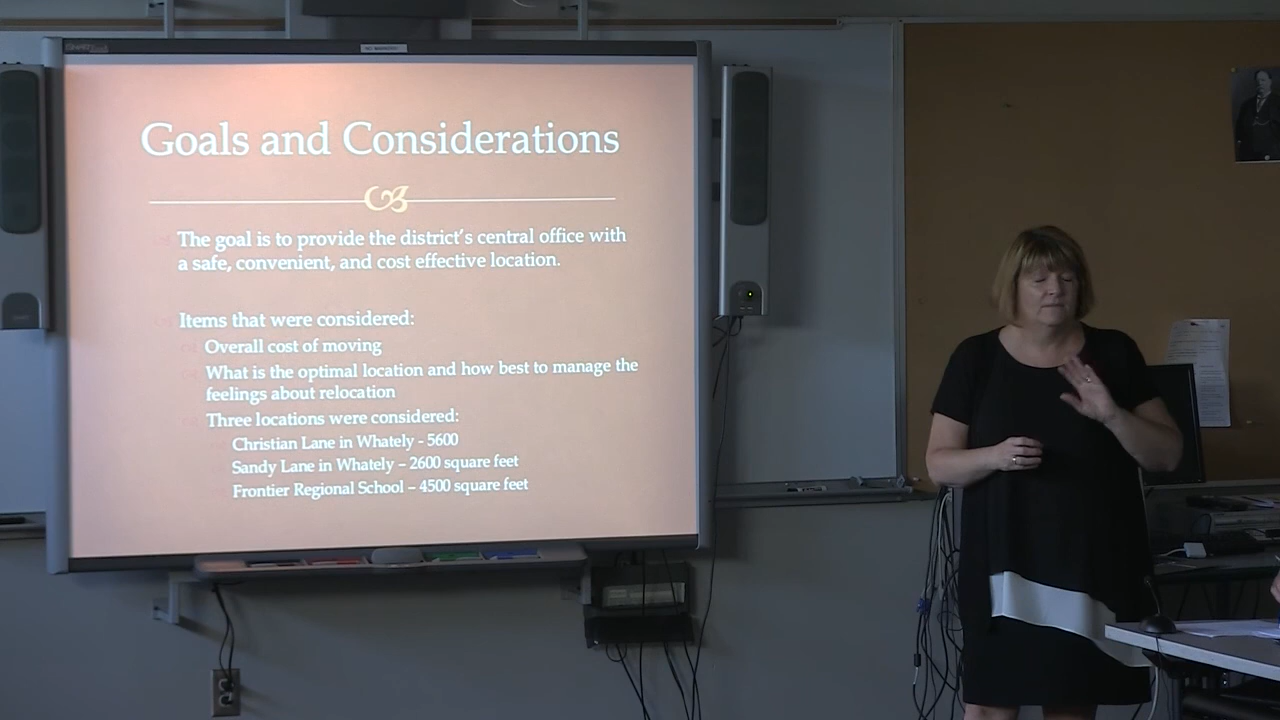 NO MARKERS!
Goals and Considerations
The goal is to provide the district's central office with
a safe, convenient, and cost effective location.
Items that were considered:
Overall cost of moving
What is the optimal location and how best to manage the
feelings about relocation
Three locations were considered:
Christian Lane in Whately - 5600
Sandy Lane in Whately – 2600 square feet
Frontier Regional School – 4500 square feet